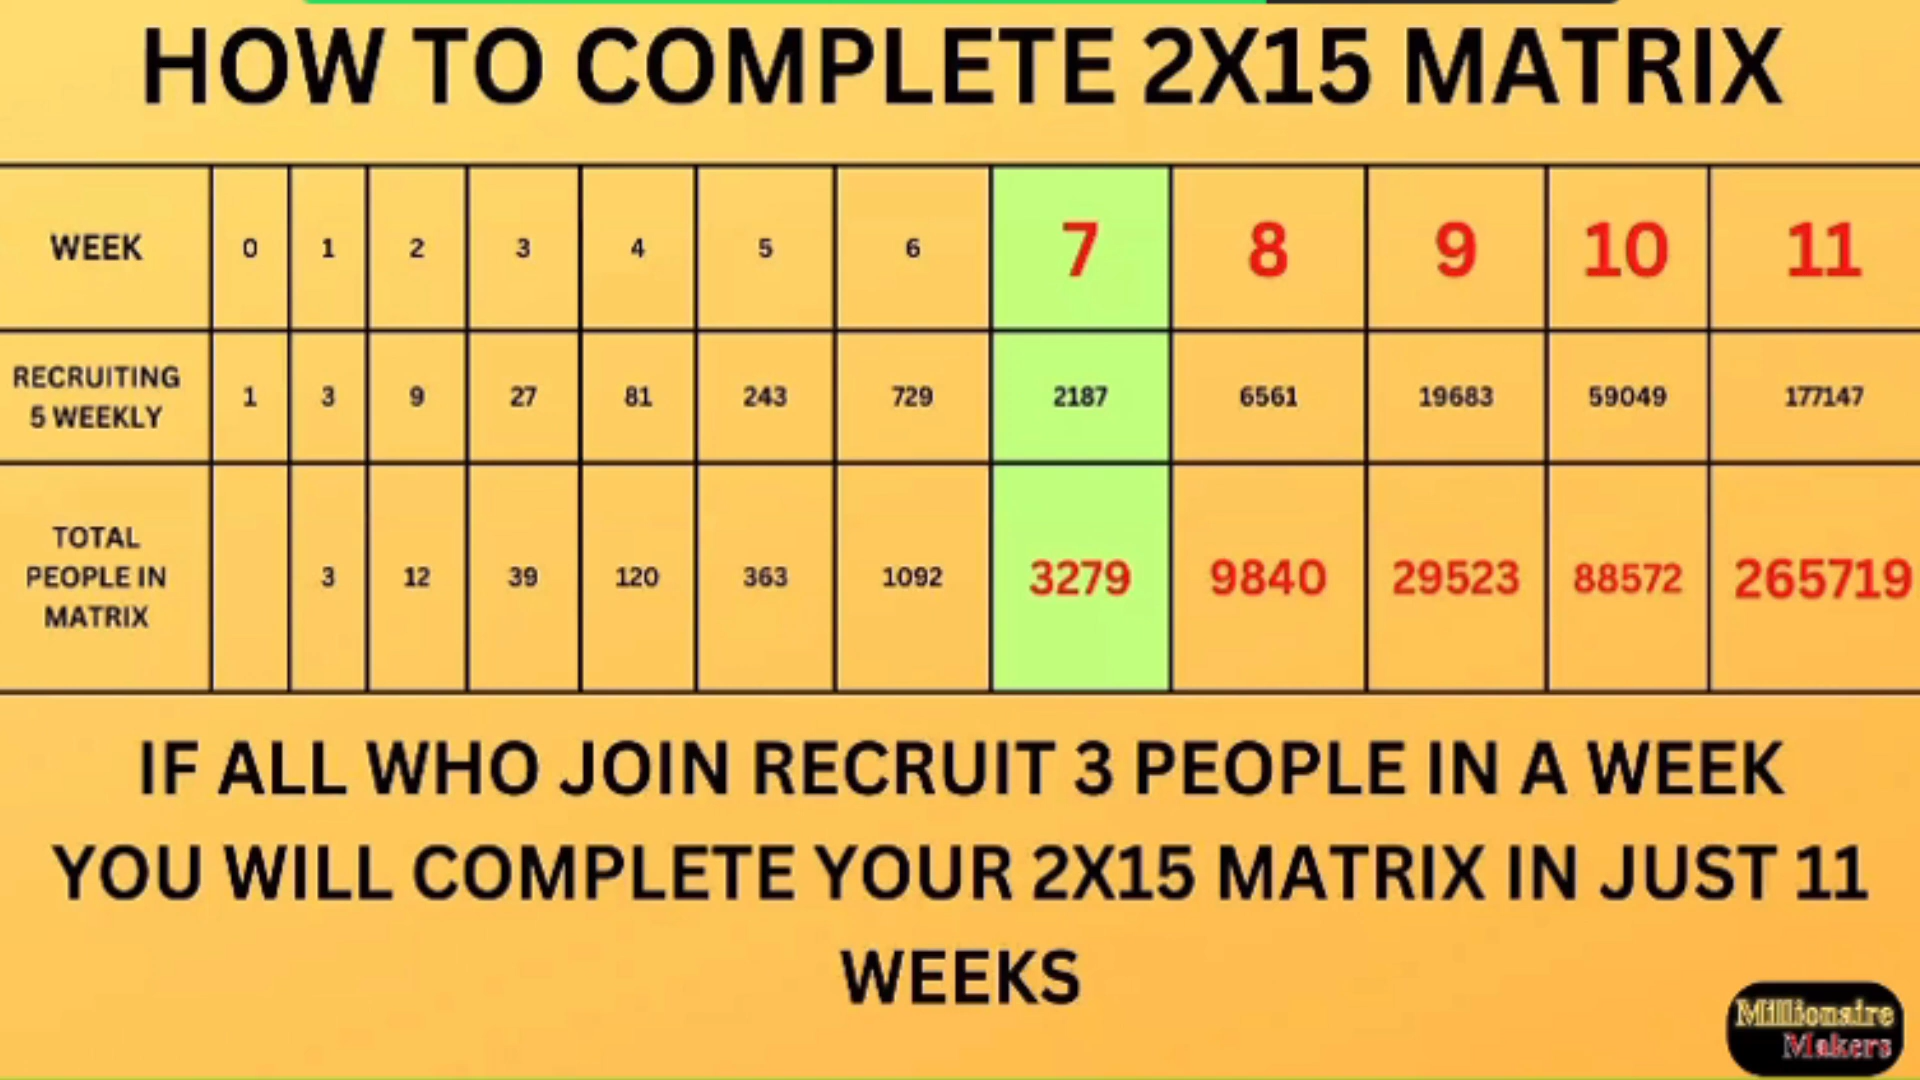 HOW TO COMPLETE 2X15 MATRIX
WEEK 0 1 2 3 4 5 6 7 8 9 10 11
RECRUITING
5 WEEKLY
1 3 9 27 81 243 729 2187 6561 19683 59049 177147
TOTAL
PEOPLE IN
MATRIX
3 12 39 120 363 1092 3279 9840 29523 88572 265719
IF ALL WHO JOIN RECRUIT 3 PEOPLE IN A WEEK
YOU WILL COMPLETE YOUR 2X15 MATRIX IN JUST 11
WEEKS
Millionaire
Makers